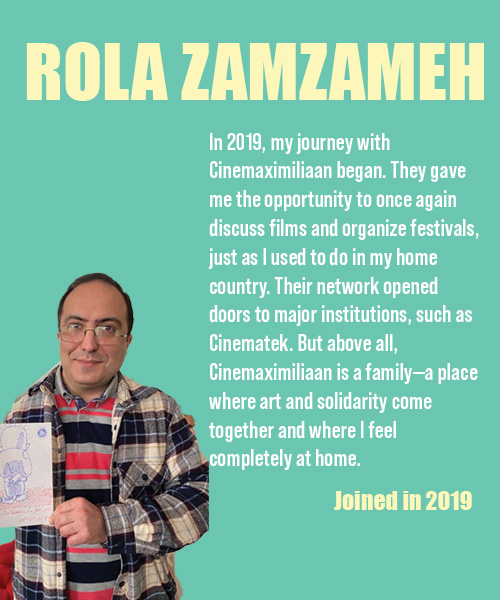 ROLA ZAMZAMEH
In 2019, my journey with
Cinemaximiliaan began. They gave
me the opportunity to once again
discuss films and organize festivals,
just as I used to do in my home
country. Their network opened
doors to major institutions, such as
Cinematek. But above all,
Cinemaximiliaan is a family—a place
where art and solidarity come
together and where I feel
completely at home.
Joined in 2019